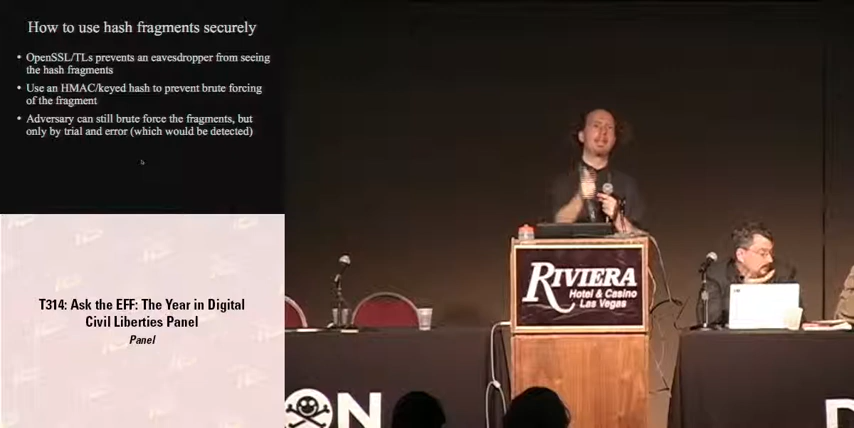 How to use hash fragments securely
• OpenSSL/TLs prevents an eavesdropper from seeing
the hash fragments
• Use an HMAC/keyed hash to prevent brute forcing
of the fragment
• Adversary can still brute force the fragments, but
only by trial and error (which would be detected)
T314: Ask the EFF: The Year in Digital
Civil Liberties Panel
Panel
RIVIERA
Hotel & Casino
Las Vegas
N
D